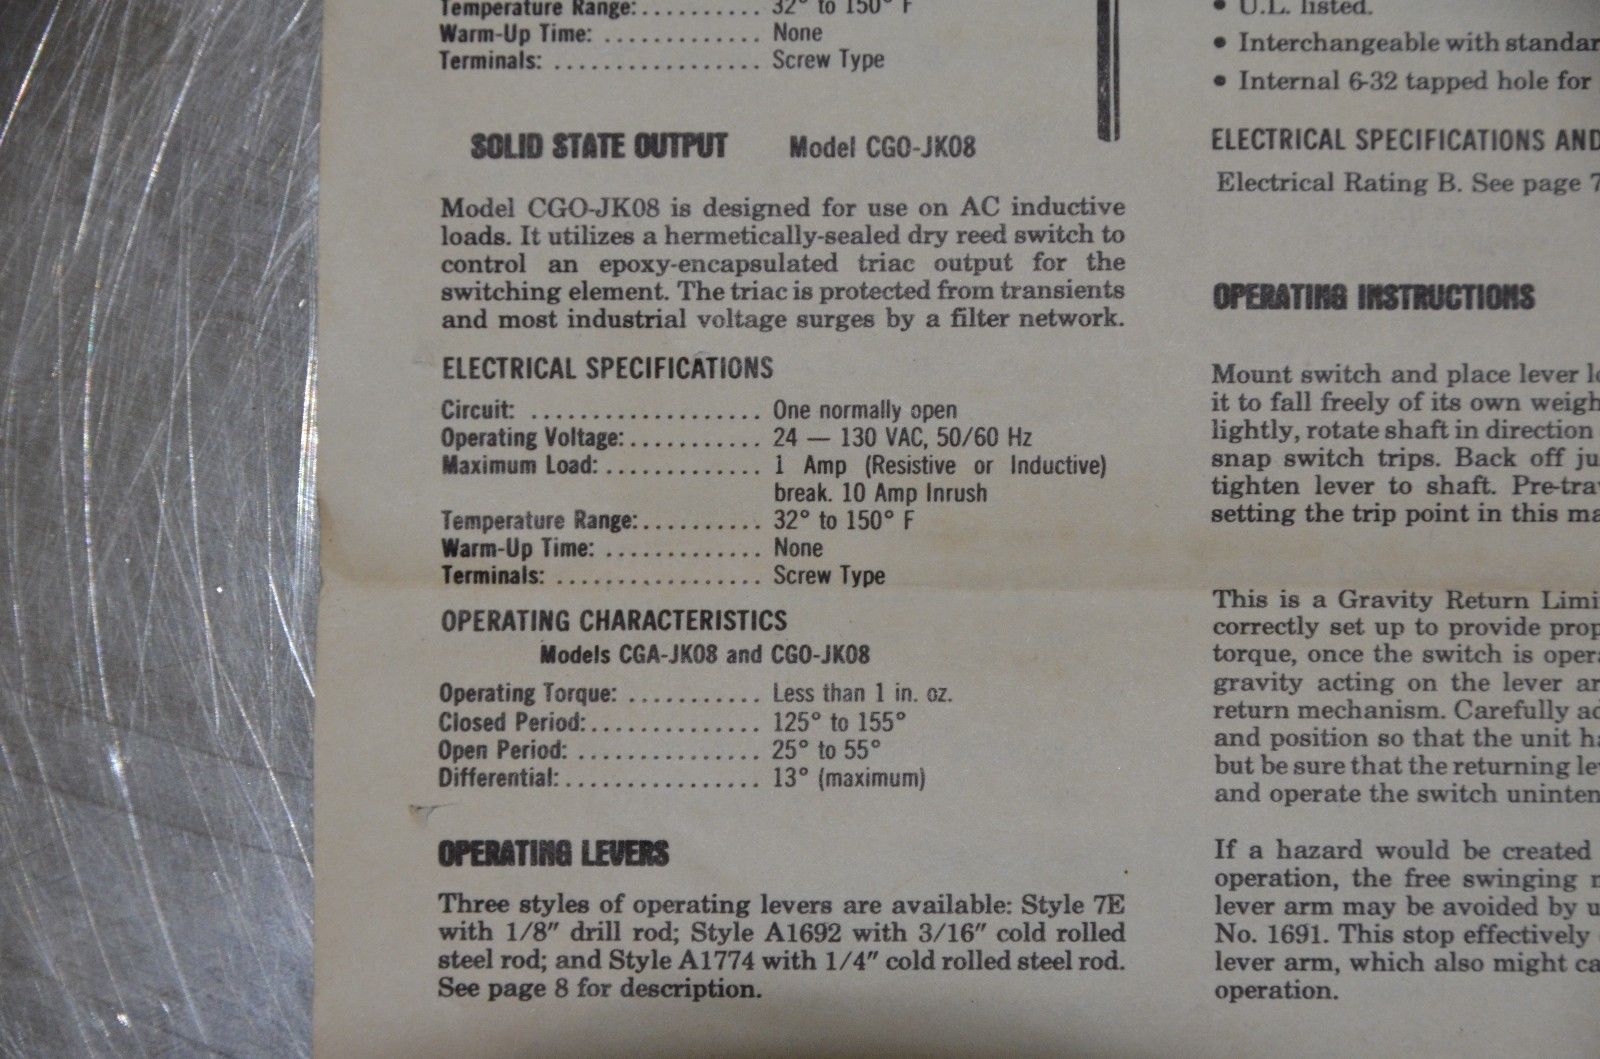 Temperature Range:........... 32° to 150° F
Warm-Up Time: ............. None
Terminals: ................. Screw Type
SOLID STATE OUTPUT Model CGO-JK08
Model CGO-JK08 is designed for use on AC inductive
loads. It utilizes a hermetically-sealed dry reed switch to
control an epoxy-encapsulated triac output for the
switching element. The triac is protected from transients
and most industrial voltage surges by a filter network.
ELECTRICAL SPECIFICATIONS
Circuit: ................... One normally open
Operating Voltage:........... 24 — 130 VAC, 50/60 Hz
Maximum Load: ............. 1 Amp (Resistive or Inductive)
break. 10 Amp Inrush
Temperature Range:.......... 32° to 150° F
Warm-Up Time: ............. None
Terminals: ................. Screw Type
OPERATING CHARACTERISTICS
Models CGA-JK08 and CGO-JK08
Operating Torque: ........... Less than 1 in. oz.
Closed Period:.............. 125° to 155°
Open Period: ............... 25° to 55°
Differential:................ 13° (maximum)
OPERATING LEVERS
Three styles of operating levers are available: Style 7E
with 1/8″ drill rod; Style A1692 with 3/16″ cold rolled
steel rod; and Style A1774 with 1/4″ cold rolled steel rod.
See page 8 for description.
• U.L. listed.
• Interchangeable with standar
• Internal 6-32 tapped hole for
ELECTRICAL SPECIFICATIONS AND
Electrical Rating B. See page 7
OPERATING INSTRUCTIONS
Mount switch and place lever
it to fall freely of its own weigh
lightly, rotate shaft in direction
snap switch trips. Back off ju
tighten lever to shaft. Pre-tra
setting the trip point in this ma
This is a Gravity Return Limi
correctly set up to provide prop
torque, once the switch is oper
gravity acting on the lever ar
return mechanism. Carefully ad
and position so that the unit ha
but be sure that the returning le
and operate the switch uninten
If a hazard would be created
operation, the free swinging
lever arm may be avoided by u
No. 1691. This stop effectively
lever arm, which also might ca
operation.